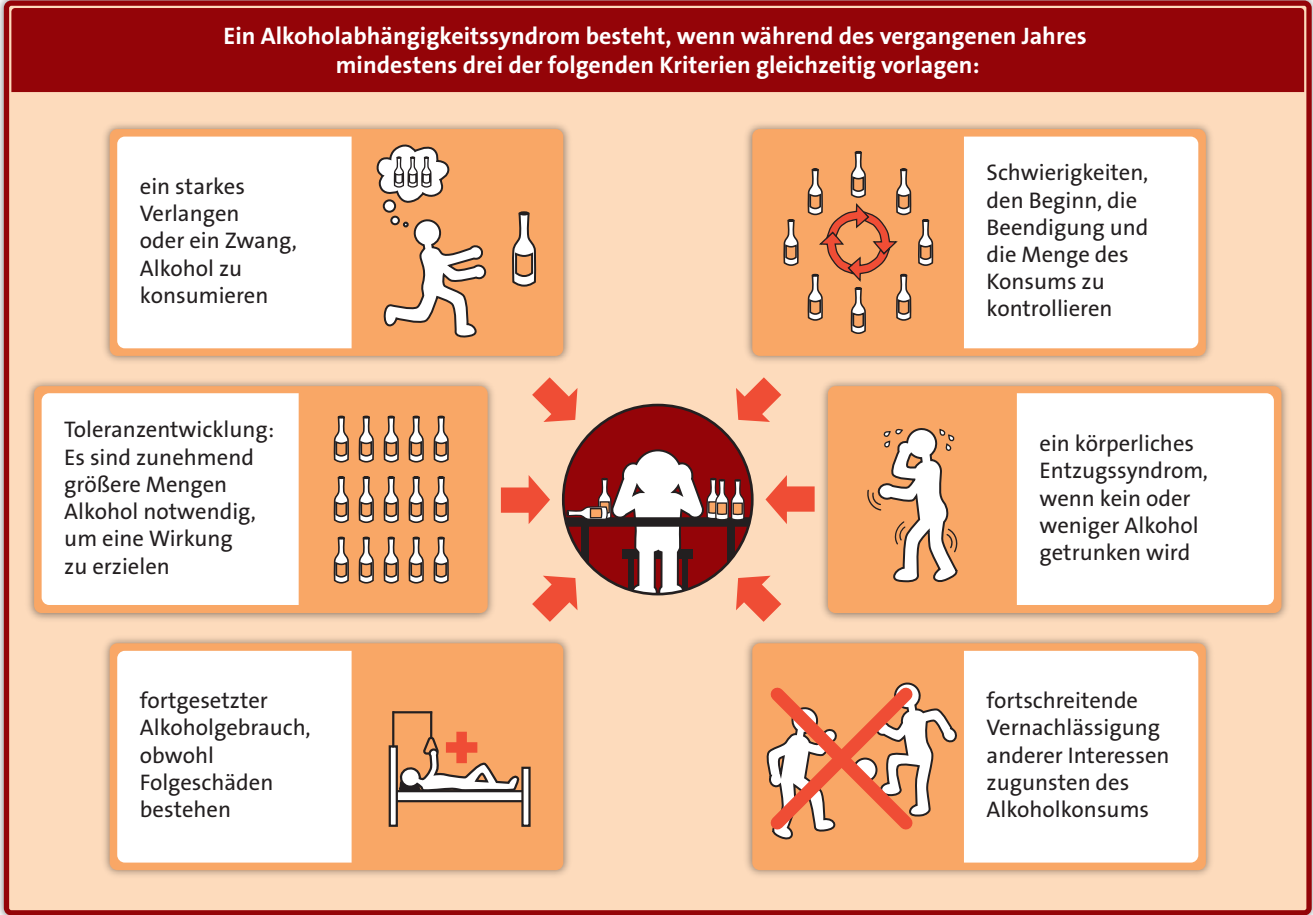 Ein Alkoholabhängigkeitssyndrom besteht, wenn während des vergangenen Jahres
mindestens drei der folgenden Kriterien gleichzeitig vorlagen:
ein starkes
Verlangen
oder ein Zwang,
Alkohol zu
konsumieren
Schwierigkeiten,
den Beginn, die
Beendigung und
die Menge des
Konsums zu
kontrollieren
Toleranzentwicklung:
Es sind zunehmend
größere Mengen
Alkohol notwendig,
um eine Wirkung
zu erzielen
ein körperliches
Entzugssyndrom,
wenn kein oder
weniger Alkohol
getrunken wird
fortgesetzter
Alkoholgebrauch,
obwohl
Folgeschäden
bestehen
fortschreitende
Vernachlässigung
anderer Interessen
zugunsten des
Alkoholkonsums